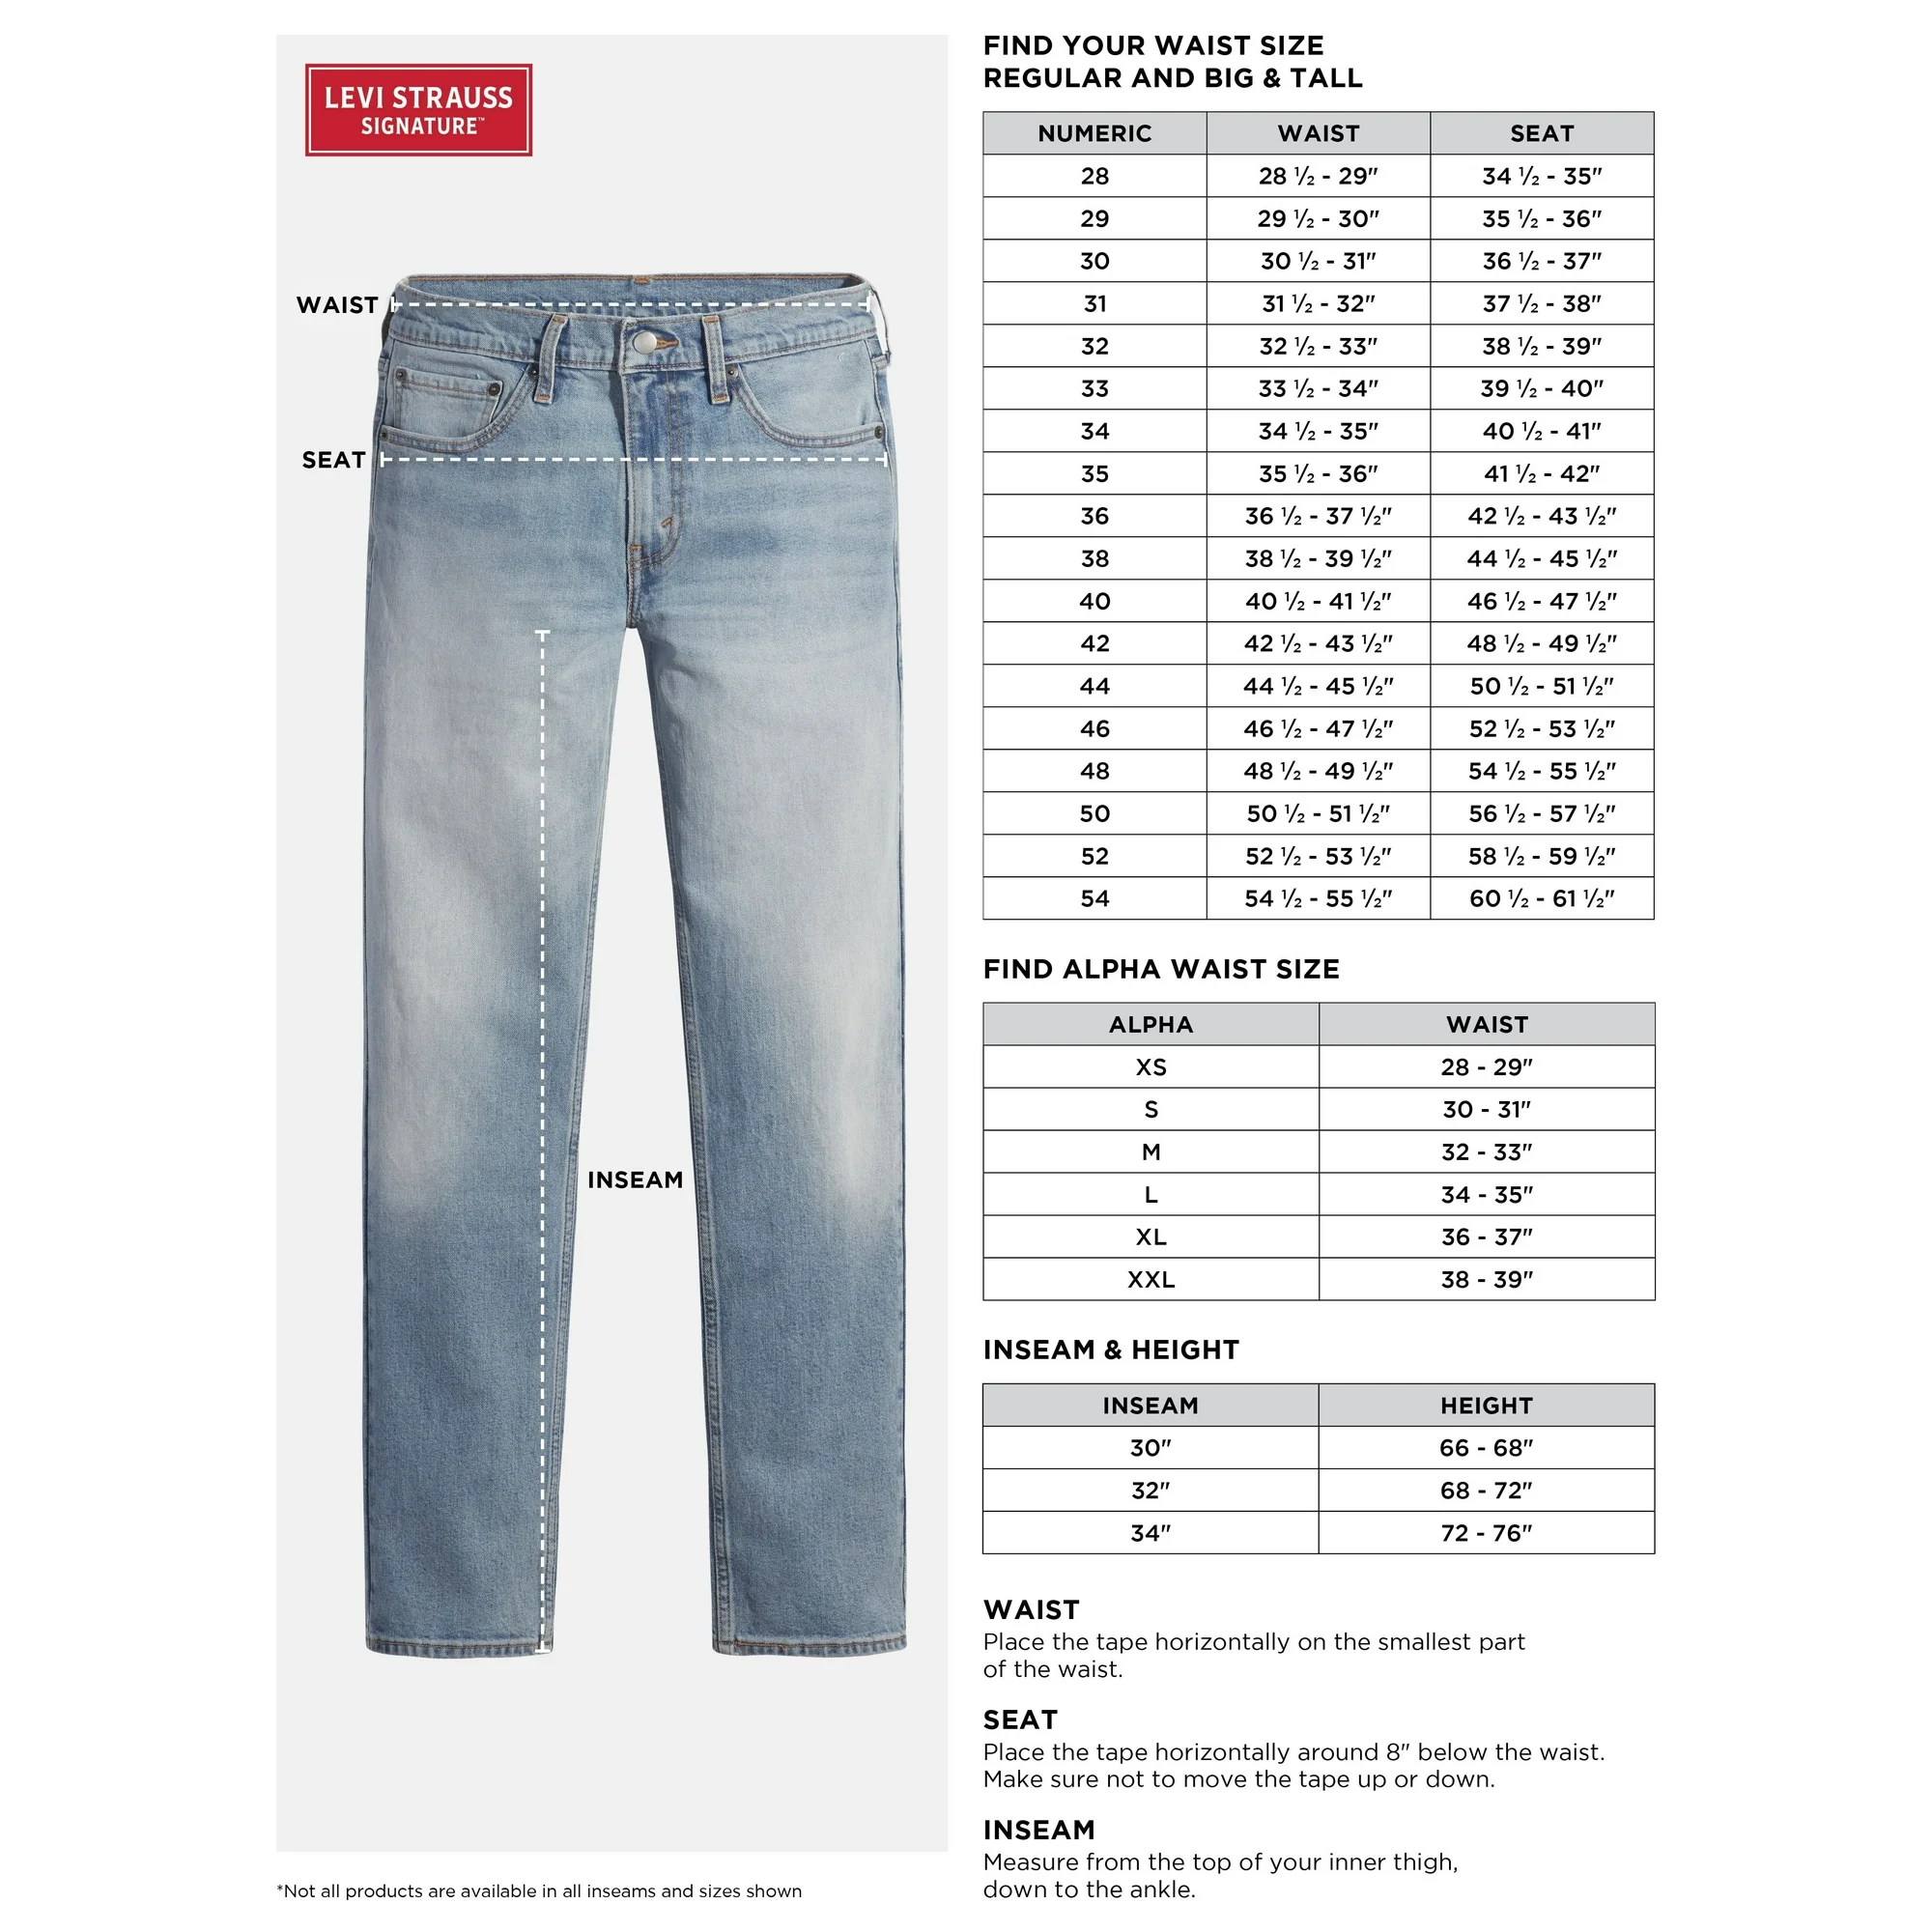 LEVI STRAUSS
SIGNATURE™
WAIST
SEAT
INSEAM
*Not all products are available in all inseams and sizes shown
FIND YOUR WAIST SIZE
REGULAR AND BIG & TALL
NUMERIC WAIST SEAT
28 28 ½ - 29" 34 ½ - 35"
29 29 ½ - 30" 35 ½ - 36"
30 30 ½ - 31" 36 ½ - 37"
31 31 ½ - 32" 37 ½ - 38"
32 32 ½ - 33" 38 ½ - 39"
33 33 ½ - 34" 39 ½ - 40"
34 34 ½ - 35" 40 ½ - 41"
35 35 ½ - 36" 41 ½ - 42"
36 36 ½ - 37 ½" 42 ½ - 43 ½"
38 38 ½ - 39 ½" 44 ½ - 45 ½"
40 40 ½ - 41 ½" 46 ½ - 47 ½"
42 42 ½ - 43 ½" 48 ½ - 49 ½"
44 44 ½ - 45 ½" 50 ½ - 51 ½"
46 46 ½ - 47 ½" 52 ½ - 53 ½"
48 48 ½ - 49 ½" 54 ½ - 55 ½"
50 50 ½ - 51 ½" 56 ½ - 57 ½"
52 52 ½ - 53 ½" 58 ½ - 59 ½"
54 54 ½ - 55 ½" 60 ½ - 61 ½"
FIND ALPHA WAIST SIZE
ALPHA WAIST
XS 28 - 29"
S 30 - 31"
M 32 - 33"
L 34 - 35"
XL 36 - 37"
XXL 38 - 39"
INSEAM & HEIGHT
INSEAM HEIGHT
30" 66 - 68"
32" 68 - 72"
34" 72 - 76"
WAIST
Place the tape horizontally on the smallest part
of the waist.
SEAT
Place the tape horizontally around 8" below the waist.
Make sure not to move the tape up or down.
INSEAM
Measure from the top of your inner thigh,
down to the ankle.